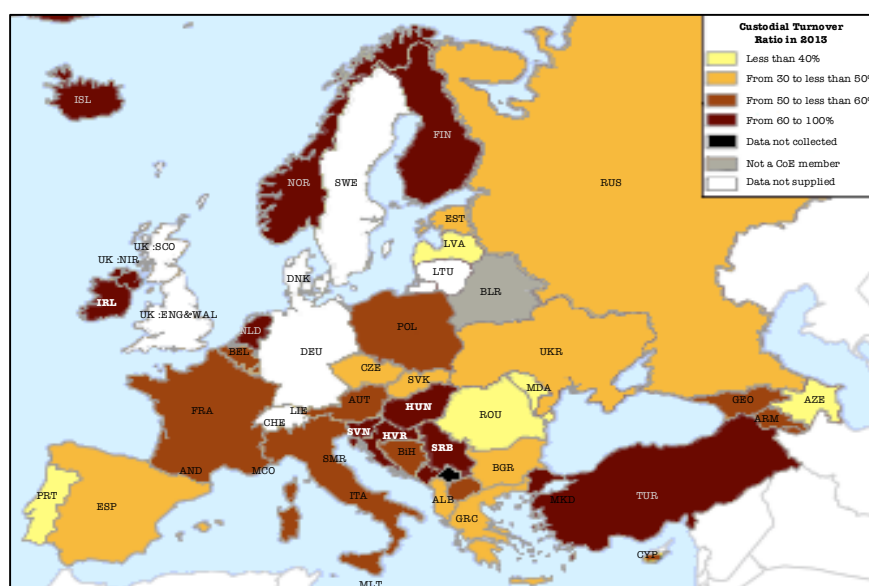 Custodial Turnover
Ratio in 2013
Less than 40%
From 30 to less than 50%
From 50 to less than 60%
From 60 to 100%
Data not collected
Not a CoE member
Data not supplied
ISL
FIN
NOR
SWE
RUS
EST
UK :SCO
LVA
UK :NIR
LTU
DNK
BLR
IRL
UK :ENG&WAL
NLD
POL
BEL
DEU
UKR
CZE
SVK
MDA
AUT
GEO
AZE
FRA
LIE
HUN
ROU
CHE
ARM
SVN
HVR
SRB
BiH
SMR
BGR
AND
MCO
PRT
ESP
ITA
ALB
MKD
TUR
GRC
CYP
MLT